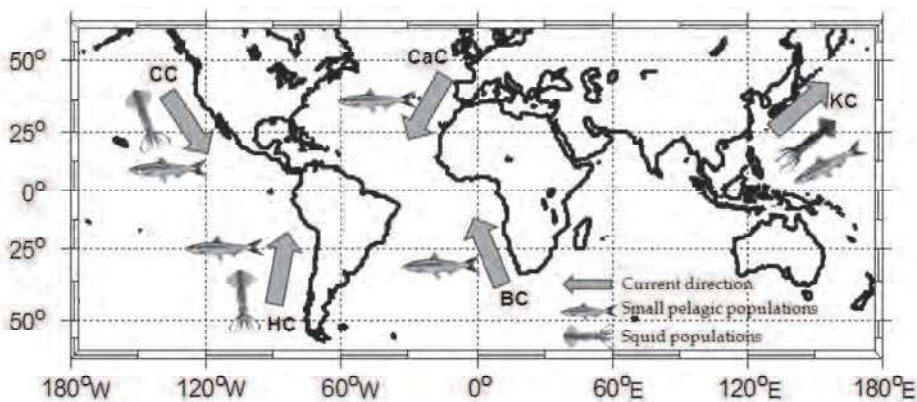 50°
25°
0°
25°
50°
CC
CaC
KC
HC
BC
Current direction
Small pelagic populations
Squid populations
180°W 120°W 60°W 0° 60°E 120°E 180°E